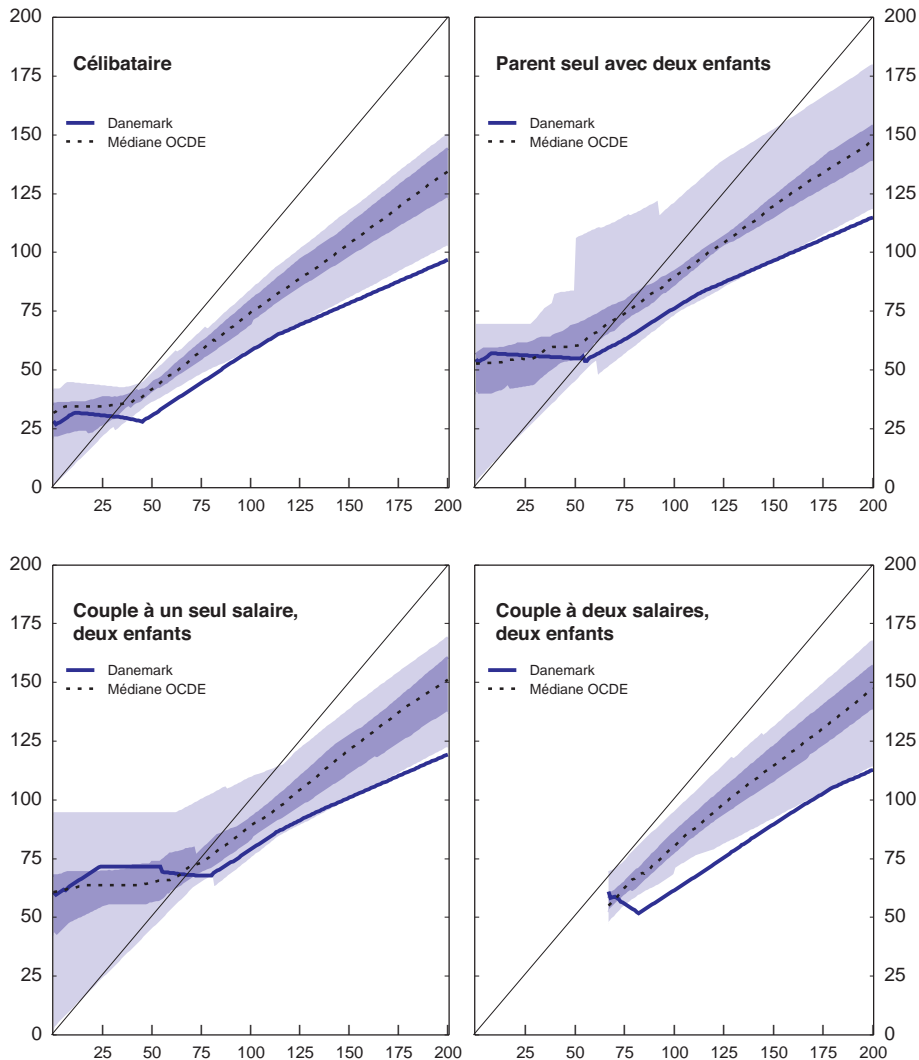 200
175
150
125
100
75
50
25
0
Célibataire
Danemark
Médiane OCDE
25 50 75 100 125 150 175 200
Parent seul avec deux enfants
Danemark
Médiane OCDE
200
175
150
125
100
75
50
25
0
25 50 75 100 125 150 175 200
200
175
150
125
100
75
50
25
0
Couple à un seul salaire,
deux enfants
Danemark
Médiane OCDE
25 50 75 100 125 150 175 200
Couple à deux salaires,
deux enfants
Danemark
Médiane OCDE
200
175
150
125
100
75
50
25
0
25 50 75 100 125 150 175 200